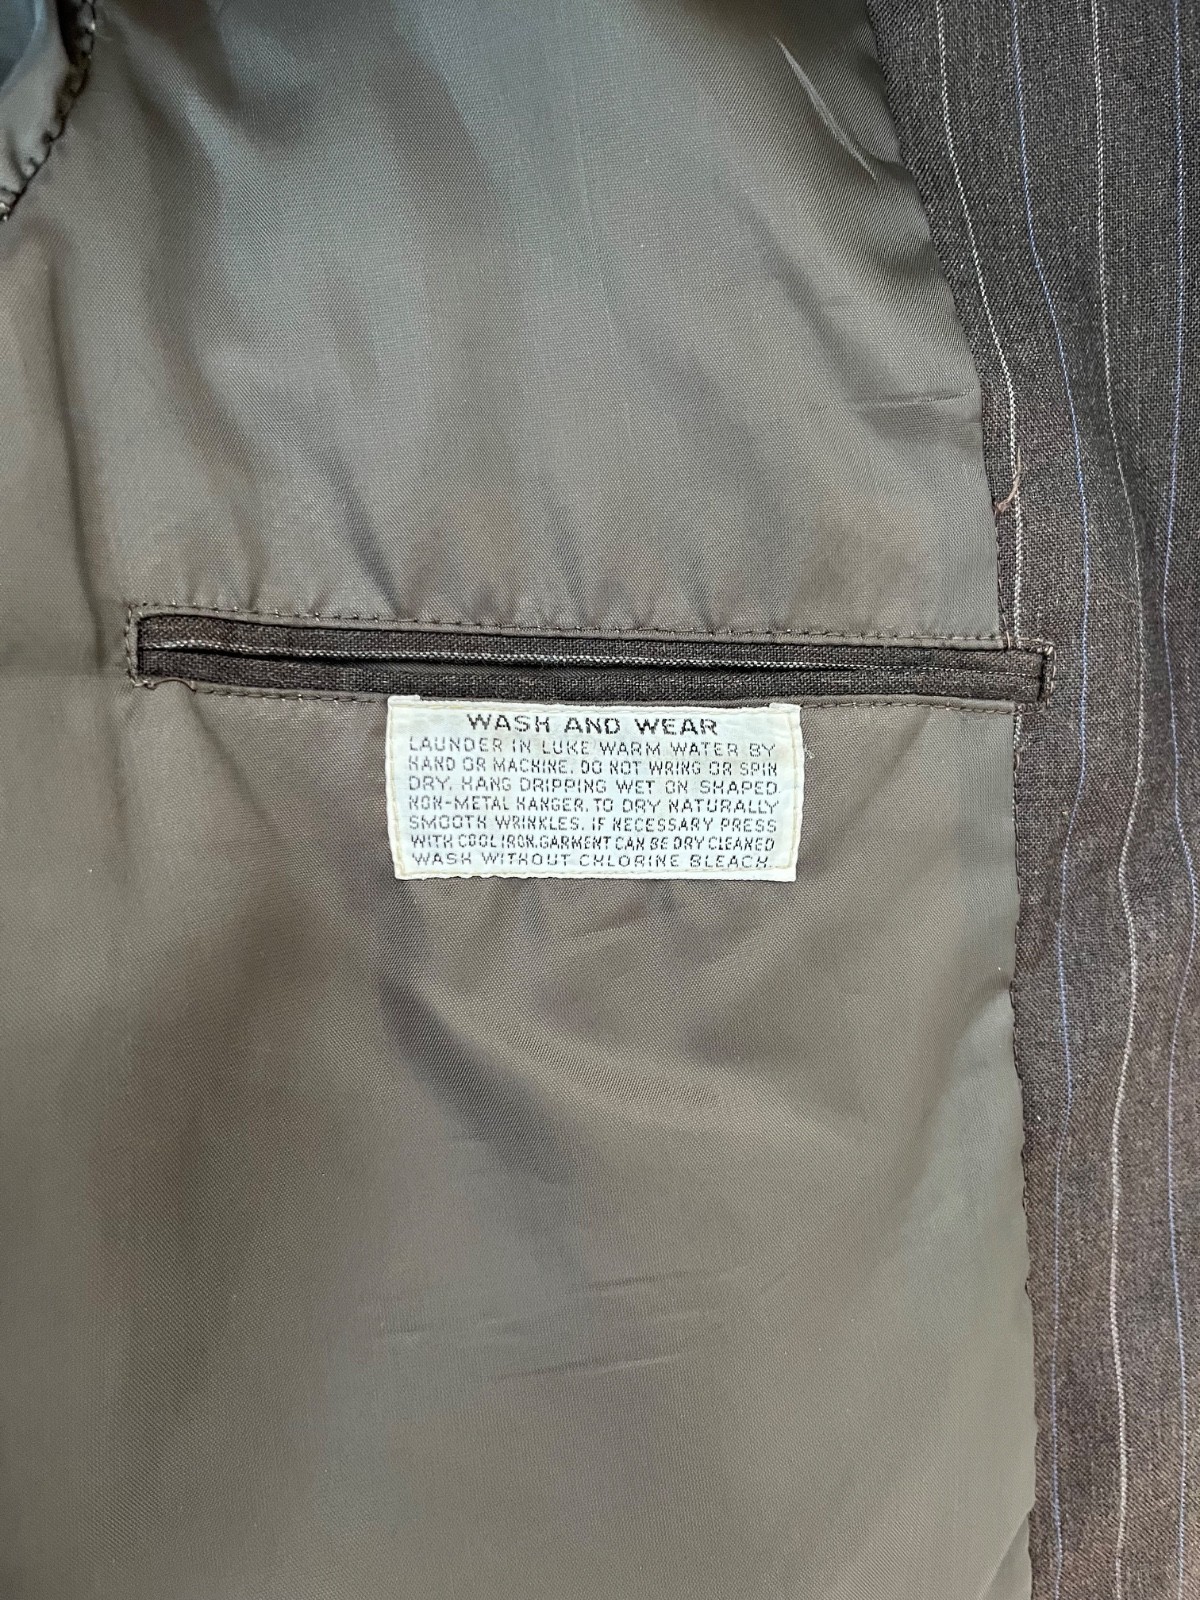 WASH AND WEAR
LAUNDER IN LUKE WARM WATER BY
HAND OR MACHINE. DO NOT WRING OR SPIN
DRY. HANG DRIPPING WET ON SHAPED
NON-METAL HANGER. TO DRY NATURALLY
SMOOTH WRINKLES. IF NECESSARY PRESS
WITH COOL IRON. GARMENT CAN BE DRY CLEANED
WASH WITHOUT CHLORINE BLEACH.